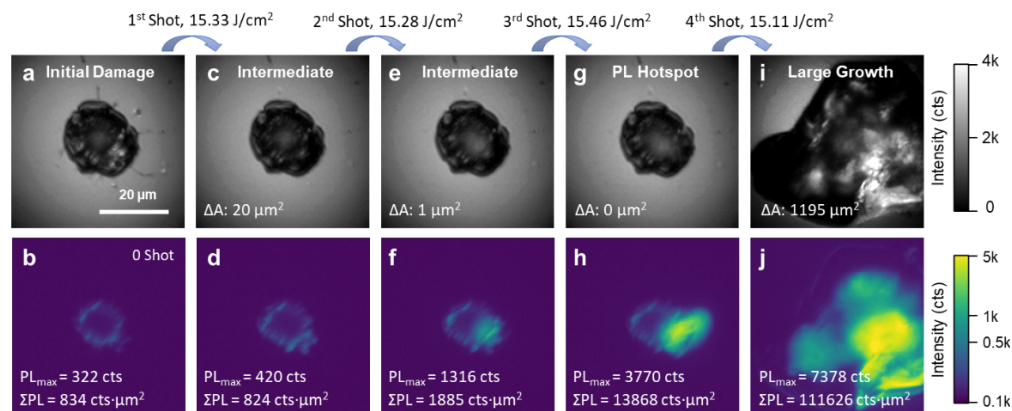 1st Shot, 15.33 J/cm²
2nd Shot, 15.28 J/cm²
3rd Shot, 15.46 J/cm²
4th Shot, 15.11 J/cm²
a Initial Damage
20 µm
c Intermediate
ΔA: 20 µm²
e Intermediate
ΔA: 1 µm²
g PL Hotspot
ΔA: 0 µm²
i Large Growth
ΔA: 1195 µm²
4k
2k
0
Intensity (cts)
b
0 Shot
PLmax = 322 cts
ΣPL = 834 cts·µm²
d
PLmax = 420 cts
ΣPL = 824 cts·µm²
f
PLmax = 1316 cts
ΣPL = 1885 cts·µm²
h
PLmax = 3770 cts
ΣPL = 13868 cts·µm²
j
PLmax = 7378 cts
ΣPL = 111626 cts·µm²
5k
1k
0.5k
0.1k
Intensity (cts)